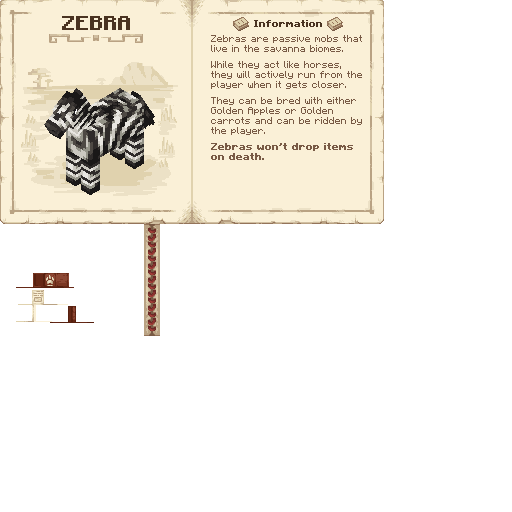 ZEBRA
Information
Zebras are passive mobs that
live in the savanna biomes.
While they act like horses,
they will actively run from the
player when it gets closer.
They can be bred with either
Golden Apples or Golden
carrots and can be ridden by
the player.
Zebras won't drop items
on death.